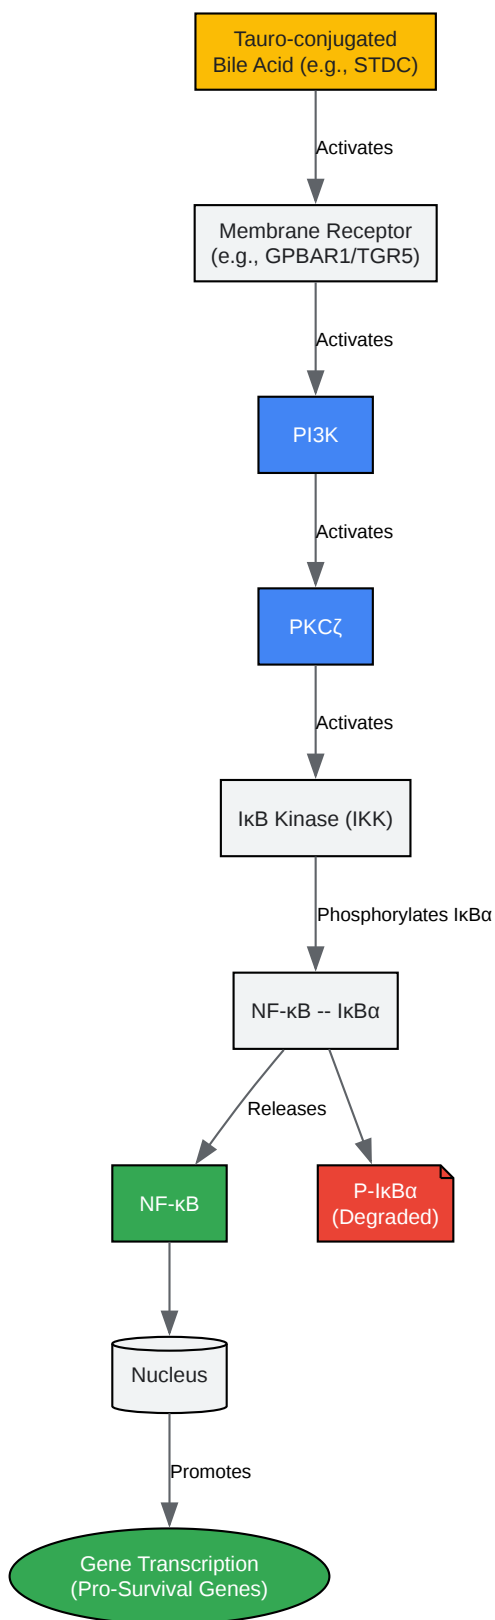 Tauro-conjugated
Bile Acid (e.g., STDC)
Activates
Membrane Receptor
(e.g., GPBAR1/TGR5)
Activates
PI3K
Activates
PKCζ
Activates
IκB Kinase (IKK)
Phosphorylates IκBα
NF-κB -- IκBα
Releases
NF-κB
P-IκBα
(Degraded)
Nucleus
Promotes
Gene Transcription
(Pro-Survival Genes)